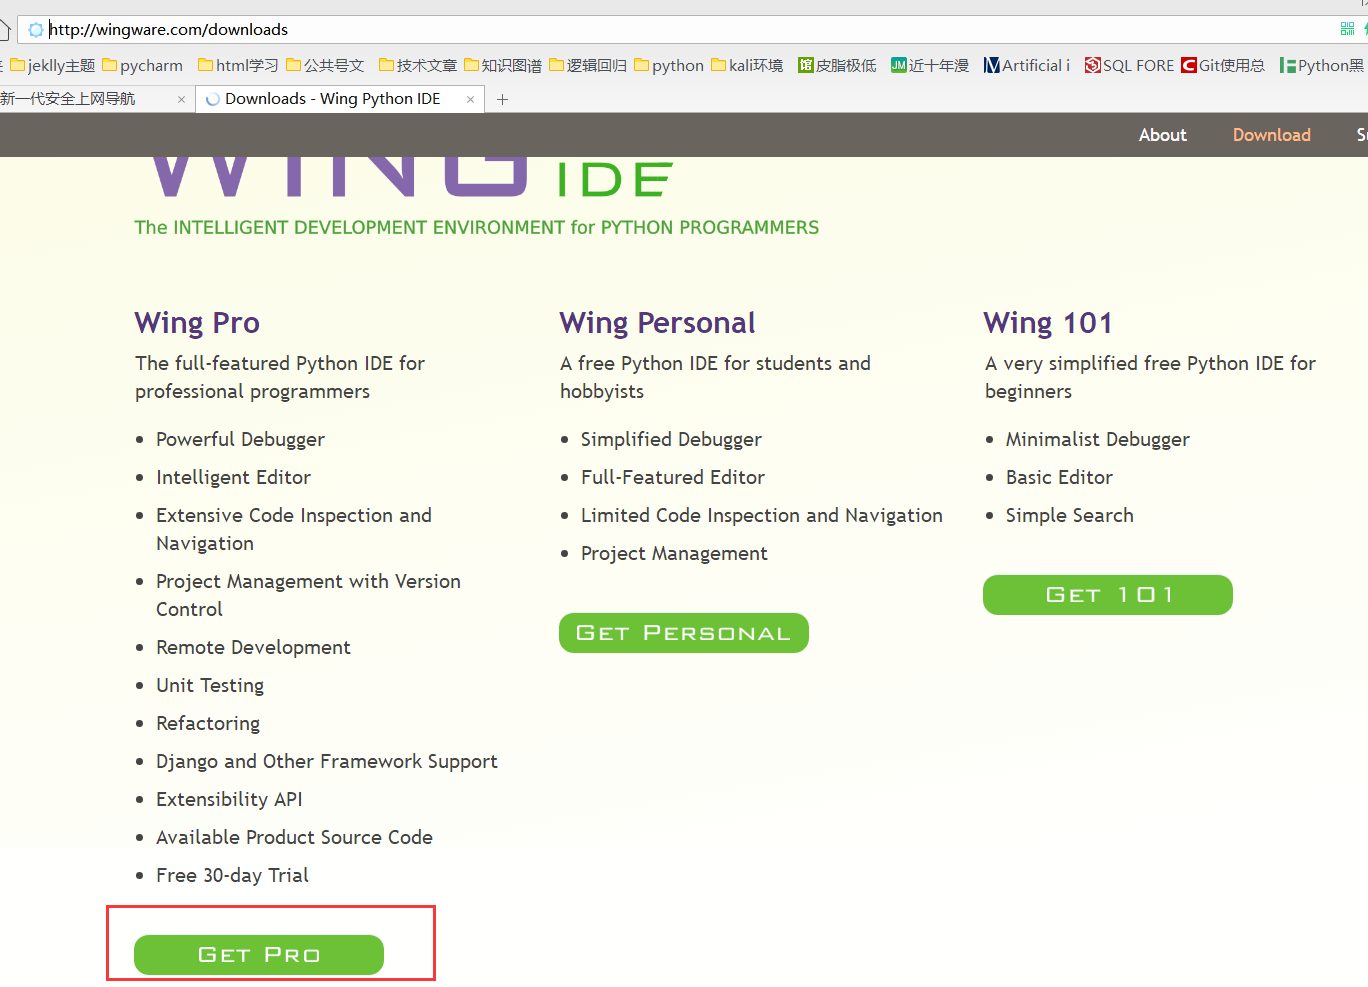 http://wingware.com/downloads
jeklly主题 pycharm html学习 公共号文 技术文章 知识图谱 逻辑回归 python kali环境 馆 皮脂极低 JM 近十年漫 Artificial i SQL FORE Git使用总 Python黑
新一代安全上网导航 × Downloads - Wing Python IDE × +
About Download
WING IDE
The INTELLIGENT DEVELOPMENT ENVIRONMENT for PYTHON PROGRAMMERS
Wing Pro
The full-featured Python IDE for
professional programmers
• Powerful Debugger
• Intelligent Editor
• Extensive Code Inspection and
Navigation
• Project Management with Version
Control
• Remote Development
• Unit Testing
• Refactoring
• Django and Other Framework Support
• Extensibility API
• Available Product Source Code
• Free 30-day Trial
GET PRO
Wing Personal
A free Python IDE for students and
hobbyists
• Simplified Debugger
• Full-Featured Editor
• Limited Code Inspection and Navigation
• Project Management
GET PERSONAL
Wing 101
A very simplified free Python IDE for
beginners
• Minimalist Debugger
• Basic Editor
• Simple Search
GET 101